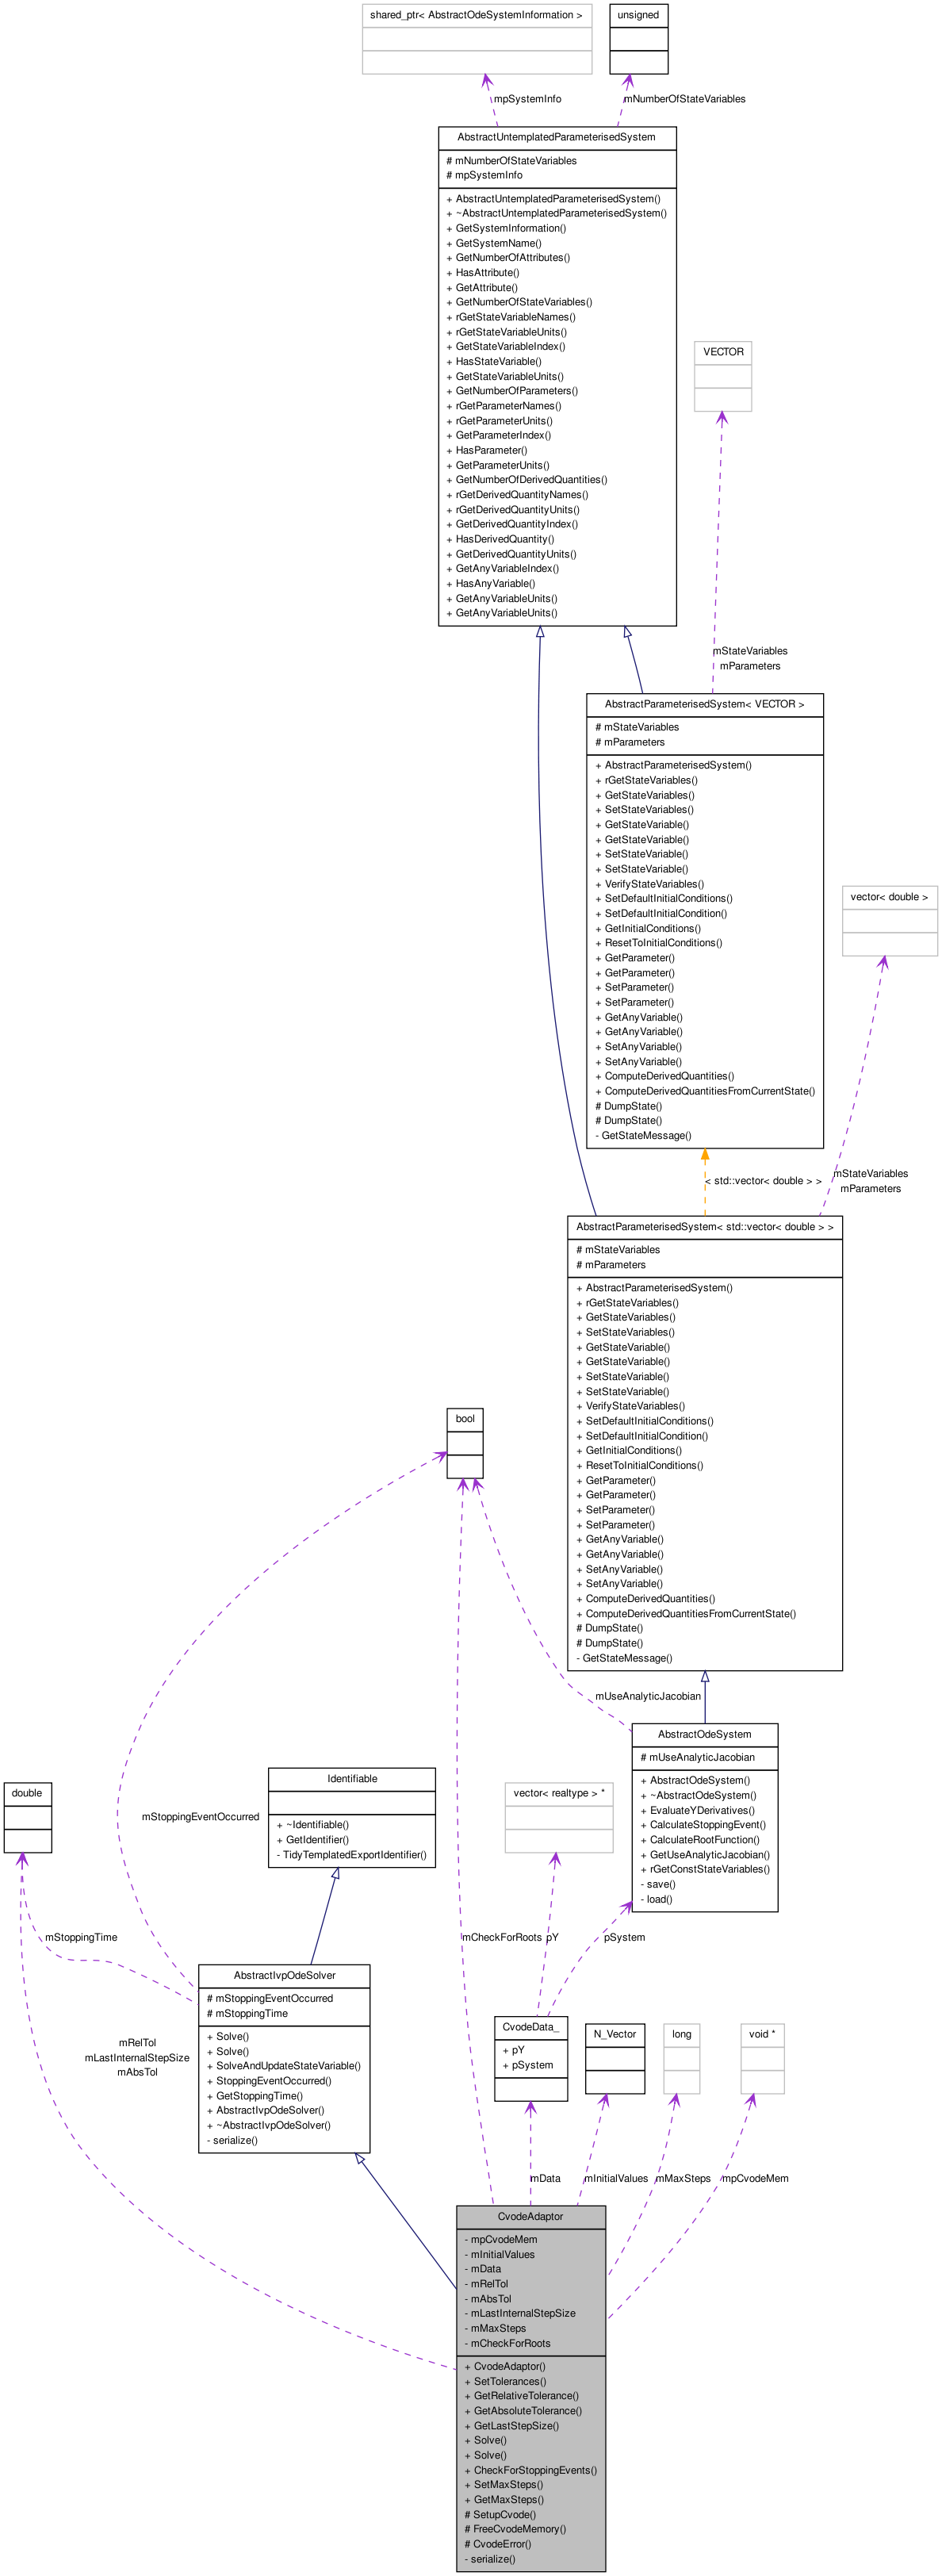 shared_ptr< AbstractOdeSystemInformation >
unsigned
mpSystemInfo
mNumberOfStateVariables
AbstractUntemplatedParameterisedSystem
# mNumberOfStateVariables
# mpSystemInfo
+ AbstractUntemplatedParameterisedSystem()
+ ~AbstractUntemplatedParameterisedSystem()
+ GetSystemInformation()
+ GetSystemName()
+ GetNumberOfAttributes()
+ HasAttribute()
+ GetAttribute()
+ GetNumberOfStateVariables()
+ rGetStateVariableNames()
+ rGetStateVariableUnits()
+ GetStateVariableIndex()
+ HasStateVariable()
+ GetStateVariableUnits()
+ GetNumberOfParameters()
+ rGetParameterNames()
+ rGetParameterUnits()
+ GetParameterIndex()
+ HasParameter()
+ GetParameterUnits()
+ GetNumberOfDerivedQuantities()
+ rGetDerivedQuantityNames()
+ rGetDerivedQuantityUnits()
+ GetDerivedQuantityIndex()
+ HasDerivedQuantity()
+ GetDerivedQuantityUnits()
+ GetAnyVariableIndex()
+ HasAnyVariable()
+ GetAnyVariableUnits()
+ GetAnyVariableUnits()
VECTOR
mStateVariables
mParameters
AbstractParameterisedSystem< VECTOR >
# mStateVariables
# mParameters
+ AbstractParameterisedSystem()
+ rGetStateVariables()
+ GetStateVariables()
+ SetStateVariables()
+ GetStateVariable()
+ GetStateVariable()
+ SetStateVariable()
+ SetStateVariable()
+ VerifyStateVariables()
+ SetDefaultInitialConditions()
+ SetDefaultInitialCondition()
+ GetInitialConditions()
+ ResetToInitialConditions()
+ GetParameter()
+ GetParameter()
+ SetParameter()
+ SetParameter()
+ GetAnyVariable()
+ GetAnyVariable()
+ SetAnyVariable()
+ SetAnyVariable()
+ ComputeDerivedQuantities()
+ ComputeDerivedQuantitiesFromCurrentState()
# DumpState()
# DumpState()
- GetStateMessage()
vector< double >
< std::vector< double > >
mStateVariables
mParameters
AbstractParameterisedSystem< std::vector< double > >
# mStateVariables
# mParameters
+ AbstractParameterisedSystem()
+ rGetStateVariables()
+ GetStateVariables()
+ SetStateVariables()
+ GetStateVariable()
+ GetStateVariable()
+ SetStateVariable()
+ SetStateVariable()
+ VerifyStateVariables()
+ SetDefaultInitialConditions()
+ SetDefaultInitialCondition()
+ GetInitialConditions()
+ ResetToInitialConditions()
+ GetParameter()
+ GetParameter()
+ SetParameter()
+ SetParameter()
+ GetAnyVariable()
+ GetAnyVariable()
+ SetAnyVariable()
+ SetAnyVariable()
+ ComputeDerivedQuantities()
+ ComputeDerivedQuantitiesFromCurrentState()
# DumpState()
# DumpState()
- GetStateMessage()
bool
mUseAnalyticJacobian
AbstractOdeSystem
# mUseAnalyticJacobian
+ AbstractOdeSystem()
+ ~AbstractOdeSystem()
+ EvaluateYDerivatives()
+ CalculateStoppingEvent()
+ CalculateRootFunction()
+ GetUseAnalyticJacobian()
+ rGetConstStateVariables()
- save()
- load()
double
Identifiable
+ ~Identifiable()
+ GetIdentifier()
- TidyTemplatedExportIdentifier()
mStoppingEventOccurred
vector< realtype > *
mStoppingTime
mCheckForRoots
pY
pSystem
AbstractIvpOdeSolver
# mStoppingEventOccurred
# mStoppingTime
+ Solve()
+ Solve()
+ SolveAndUpdateStateVariable()
+ StoppingEventOccurred()
+ GetStoppingTime()
+ AbstractIvpOdeSolver()
+ ~AbstractIvpOdeSolver()
- serialize()
mRelTol
mLastInternalStepSize
mAbsTol
CvodeData_
+ pY
+ pSystem
N_Vector
long
void *
mData
mInitialValues
mMaxSteps
mpCvodeMem
CvodeAdaptor
- mpCvodeMem
- mInitialValues
- mData
- mRelTol
- mAbsTol
- mLastInternalStepSize
- mMaxSteps
- mCheckForRoots
+ CvodeAdaptor()
+ SetTolerances()
+ GetRelativeTolerance()
+ GetAbsoluteTolerance()
+ GetLastStepSize()
+ Solve()
+ Solve()
+ CheckForStoppingEvents()
+ SetMaxSteps()
+ GetMaxSteps()
# SetupCvode()
# FreeCvodeMemory()
# CvodeError()
- serialize()